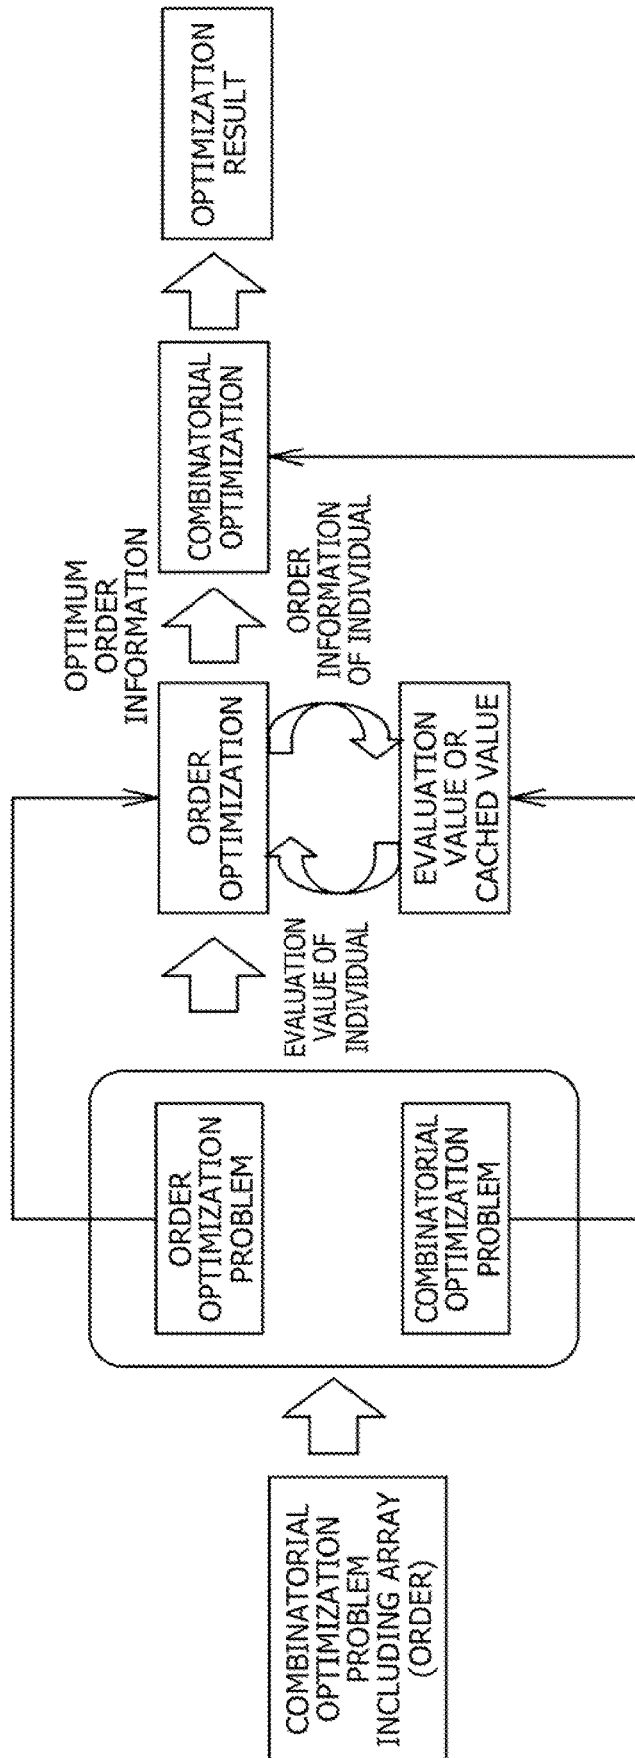 COMBINATORIAL
OPTIMIZATION
PROBLEM
INCLUDING ARRAY
(ORDER)
ORDER
OPTIMIZATION
PROBLEM
COMBINATORIAL
OPTIMIZATION
PROBLEM
EVALUATION
VALUE OF
INDIVIDUAL
ORDER
OPTIMIZATION
EVALUATION
VALUE OR
CACHED VALUE
OPTIMUM
ORDER
INFORMATION
ORDER
INFORMATION
OF INDIVIDUAL
COMBINATORIAL
OPTIMIZATION
OPTIMIZATION
RESULT